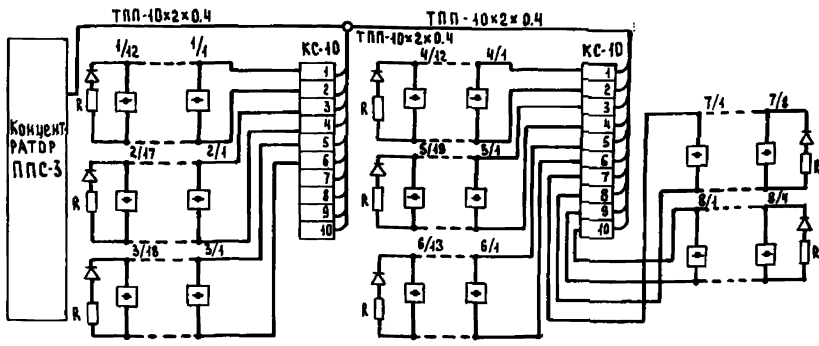 ТПП-10×2×0.4
ТПП-10×2×0.4
ТПП-10×2×0.4
1/12
1/1
КС-10
4/12
4/1
КС-10
R
1
2
3
4
5
6
7
8
9
10
R
1
2
3
4
5
6
7
8
9
10
7/1
7/8
R
Концент-
ратор
ППС-3
2/17
2/1
R
5/19
5/1
R
8/1
8/4
R
3/18
3/1
R
6/13
6/1
R